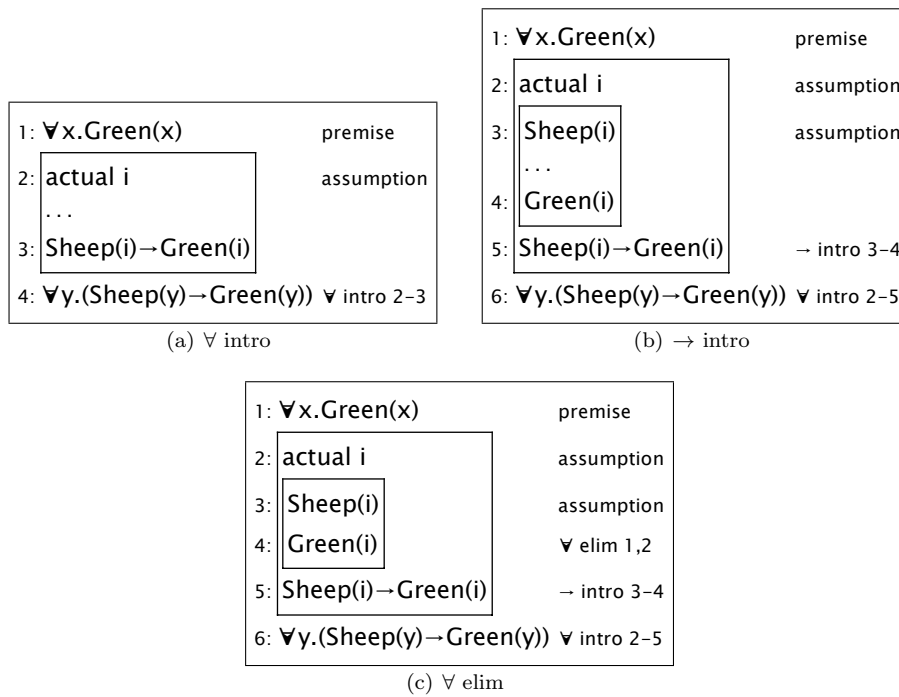 1: ∀x.Green(x) premise
2: actual i assumption
...
3: Sheep(i)→Green(i)
4: ∀y.(Sheep(y)→Green(y)) ∀ intro 2-3
(a) ∀ intro
1: ∀x.Green(x) premise
2: actual i assumption
3: Sheep(i) assumption
...
4: Green(i)
5: Sheep(i)→Green(i) → intro 3-4
6: ∀y.(Sheep(y)→Green(y)) ∀ intro 2-5
(b) → intro
1: ∀x.Green(x) premise
2: actual i assumption
3: Sheep(i) assumption
4: Green(i) ∀ elim 1,2
5: Sheep(i)→Green(i) → intro 3-4
6: ∀y.(Sheep(y)→Green(y)) ∀ intro 2-5
(c) ∀ elim